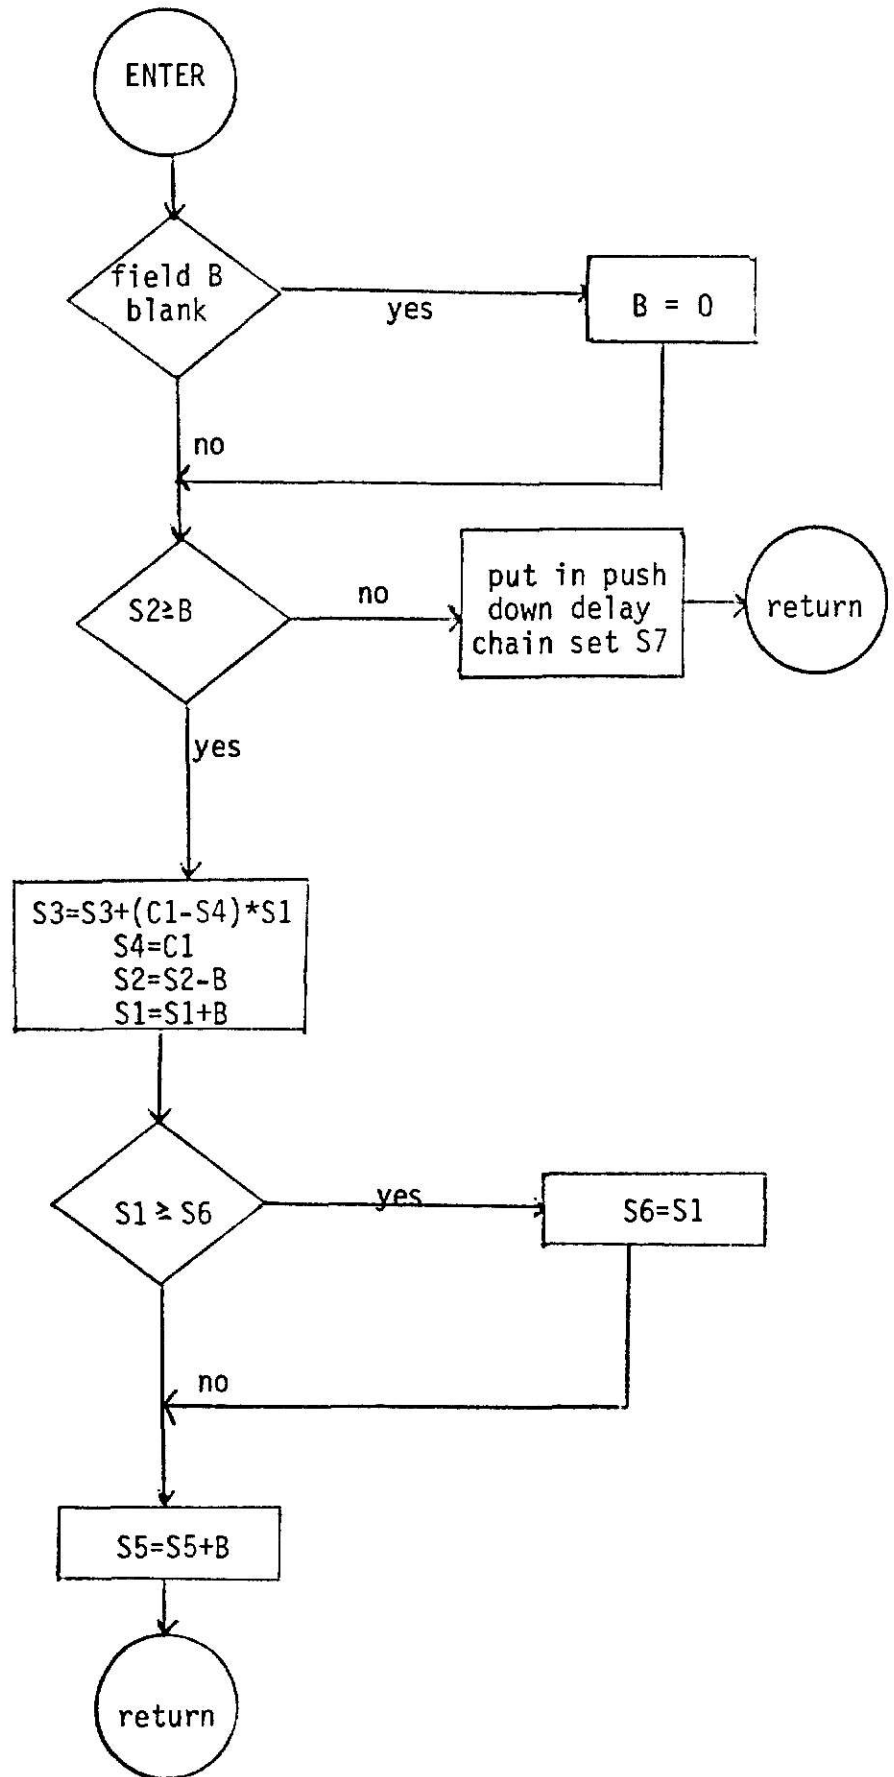 ENTER
field B
blank
yes
B = 0
no
S2≥B
no
put in push
down delay
chain set S7
return
yes
S3=S3+(C1-S4)*S1
S4=C1
S2=S2-B
S1=S1+B
S1 ≥ S6
yes
S6=S1
no
S5=S5+B
return